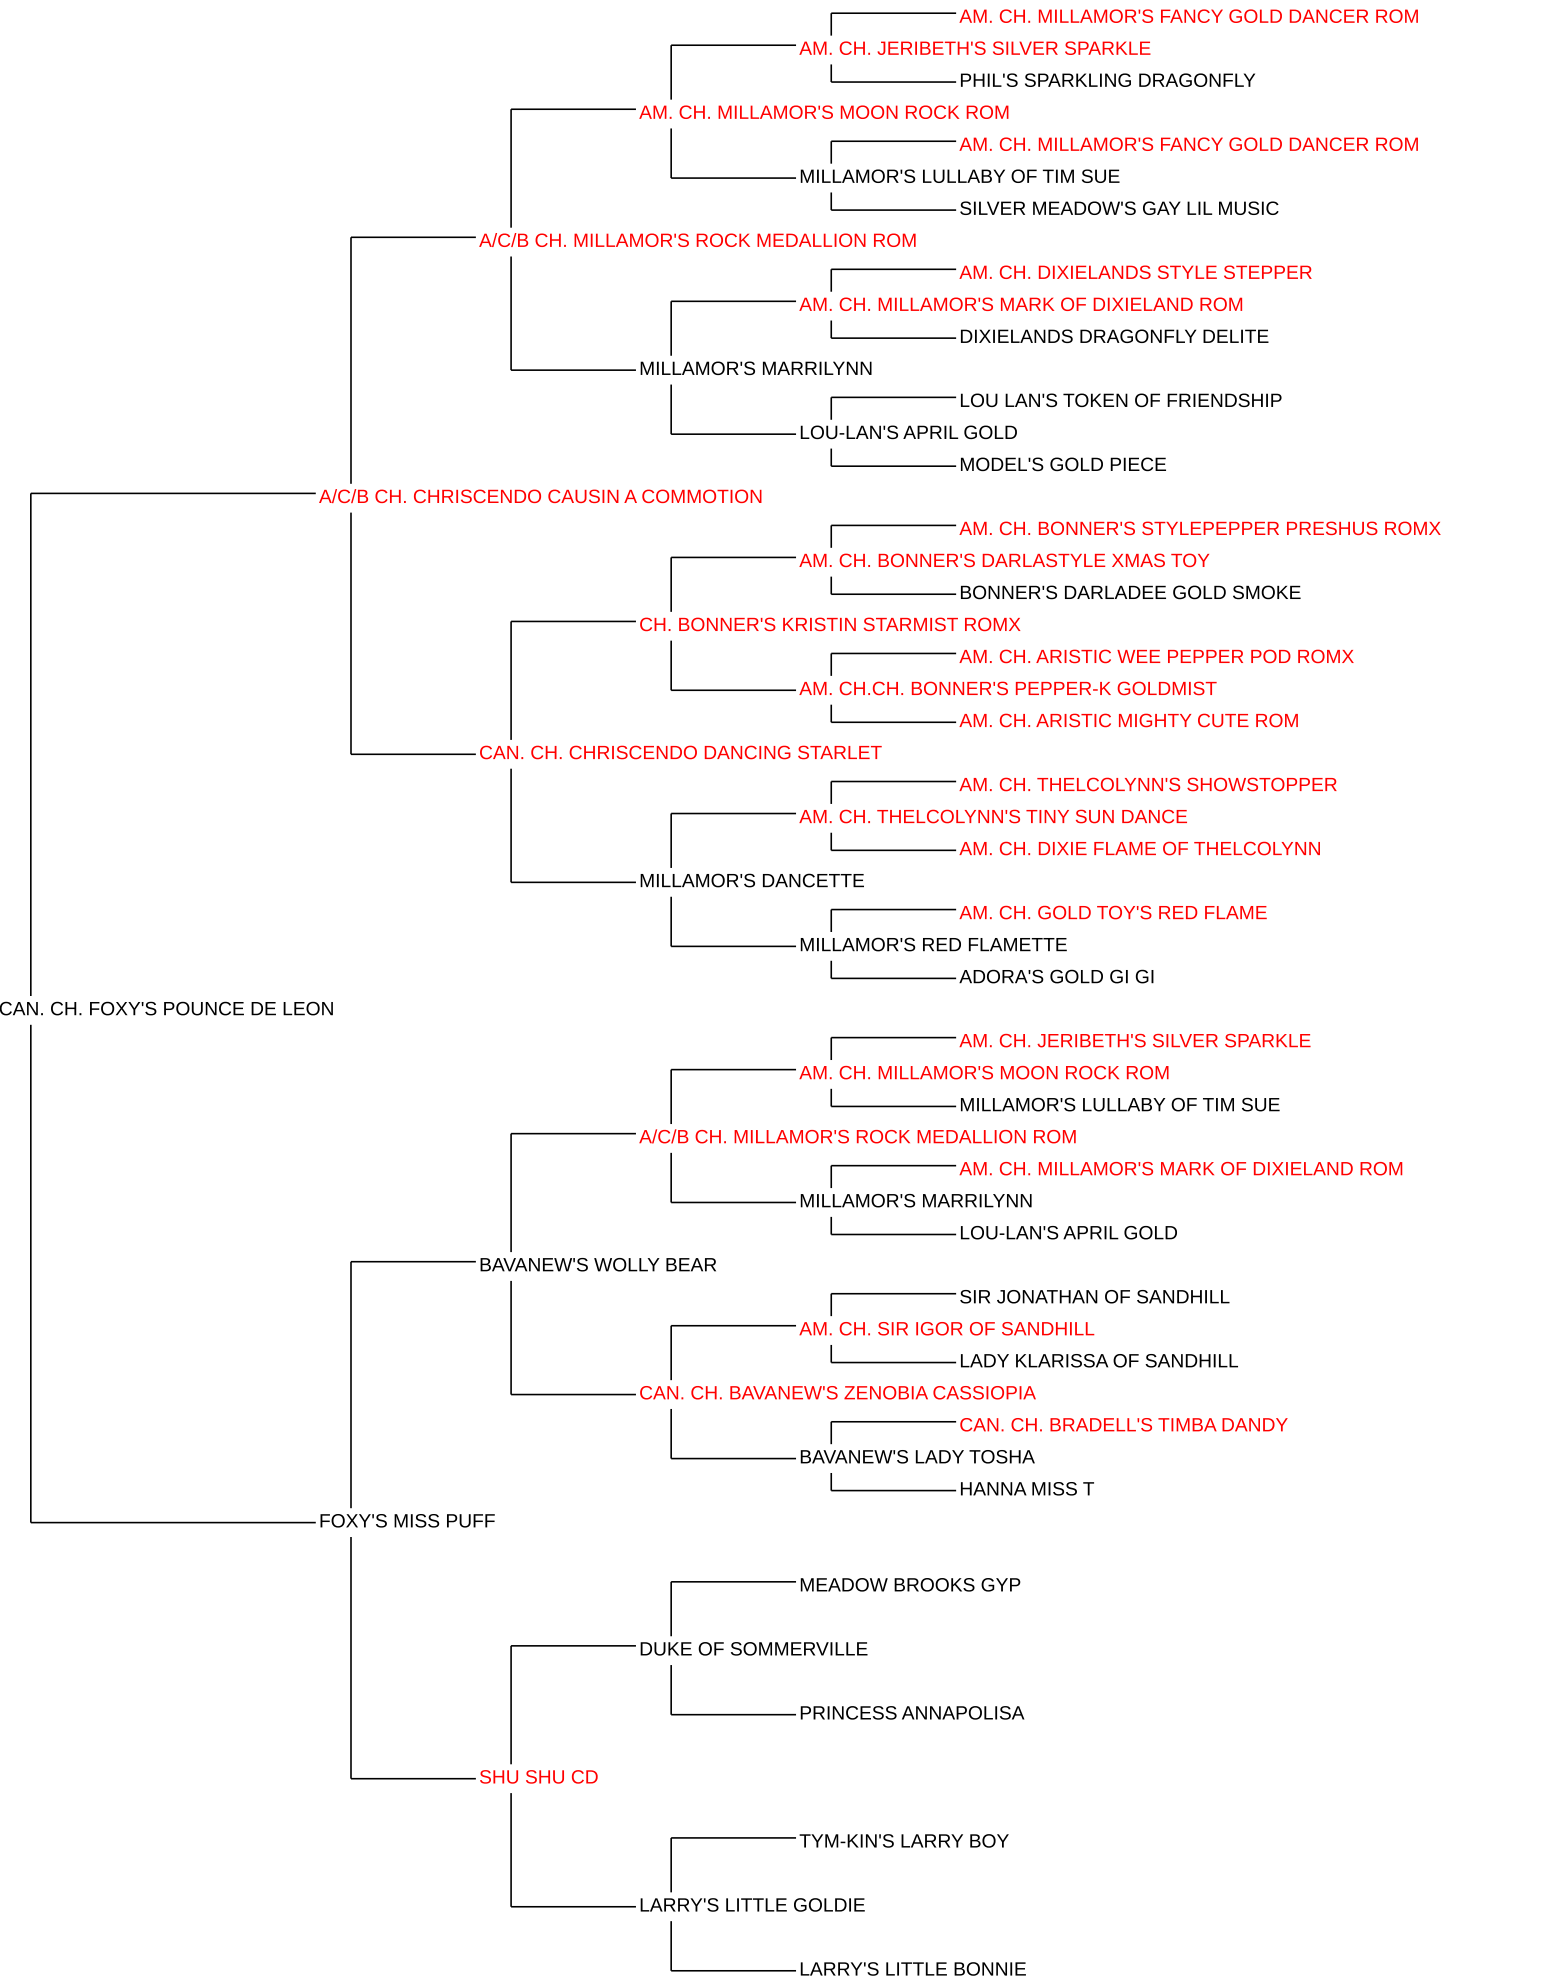 AM. CH. MILLAMOR'S FANCY GOLD DANCER ROM
AM. CH. JERIBETH'S SILVER SPARKLE
PHIL'S SPARKLING DRAGONFLY
AM. CH. MILLAMOR'S MOON ROCK ROM
AM. CH. MILLAMOR'S FANCY GOLD DANCER ROM
MILLAMOR'S LULLABY OF TIM SUE
SILVER MEADOW'S GAY LIL MUSIC
A/C/B CH. MILLAMOR'S ROCK MEDALLION ROM
AM. CH. DIXIELANDS STYLE STEPPER
AM. CH. MILLAMOR'S MARK OF DIXIELAND ROM
DIXIELANDS DRAGONFLY DELITE
MILLAMOR'S MARRILYNN
LOU LAN'S TOKEN OF FRIENDSHIP
LOU-LAN'S APRIL GOLD
MODEL'S GOLD PIECE
A/C/B CH. CHRISCENDO CAUSIN A COMMOTION
AM. CH. BONNER'S STYLEPEPPER PRESHUS ROMX
AM. CH. BONNER'S DARLASTYLE XMAS TOY
BONNER'S DARLADEE GOLD SMOKE
CH. BONNER'S KRISTIN STARMIST ROMX
AM. CH. ARISTIC WEE PEPPER POD ROMX
AM. CH.CH. BONNER'S PEPPER-K GOLDMIST
AM. CH. ARISTIC MIGHTY CUTE ROM
CAN. CH. CHRISCENDO DANCING STARLET
AM. CH. THELCOLYNN'S SHOWSTOPPER
AM. CH. THELCOLYNN'S TINY SUN DANCE
AM. CH. DIXIE FLAME OF THELCOLYNN
MILLAMOR'S DANCETTE
AM. CH. GOLD TOY'S RED FLAME
MILLAMOR'S RED FLAMETTE
ADORA'S GOLD GI GI
CAN. CH. FOXY'S POUNCE DE LEON
AM. CH. JERIBETH'S SILVER SPARKLE
AM. CH. MILLAMOR'S MOON ROCK ROM
MILLAMOR'S LULLABY OF TIM SUE
A/C/B CH. MILLAMOR'S ROCK MEDALLION ROM
AM. CH. MILLAMOR'S MARK OF DIXIELAND ROM
MILLAMOR'S MARRILYNN
LOU-LAN'S APRIL GOLD
BAVANEW'S WOLLY BEAR
SIR JONATHAN OF SANDHILL
AM. CH. SIR IGOR OF SANDHILL
LADY KLARISSA OF SANDHILL
CAN. CH. BAVANEW'S ZENOBIA CASSIOPIA
CAN. CH. BRADELL'S TIMBA DANDY
BAVANEW'S LADY TOSHA
HANNA MISS T
FOXY'S MISS PUFF
MEADOW BROOKS GYP
DUKE OF SOMMERVILLE
PRINCESS ANNAPOLISA
SHU SHU CD
TYM-KIN'S LARRY BOY
LARRY'S LITTLE GOLDIE
LARRY'S LITTLE BONNIE